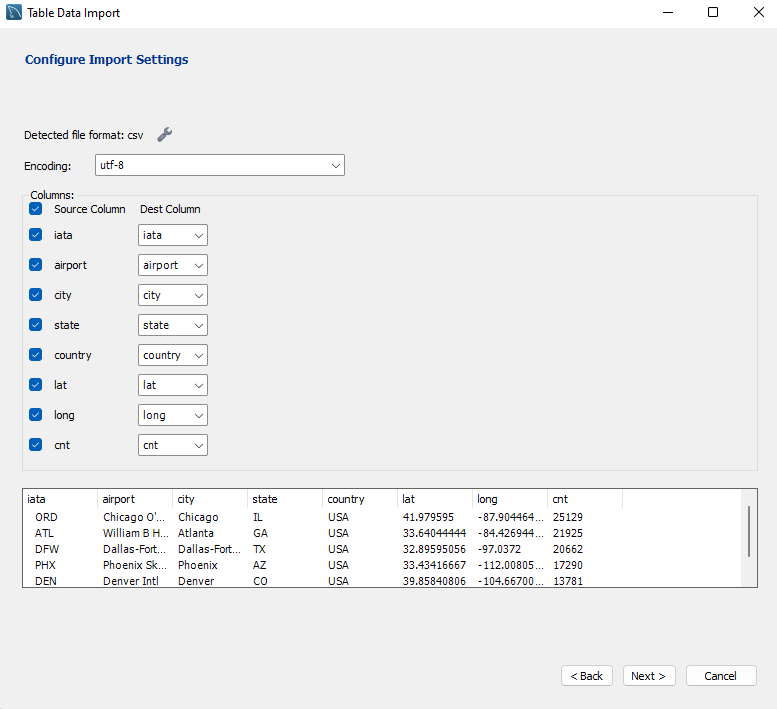 Table Data Import
Configure Import Settings
Detected file format: csv
Encoding: utf-8
Columns:
Source Column Dest Column
iata iata
airport airport
city city
state state
country country
lat lat
long long
cnt cnt
iata airport city state country lat long cnt
ORD Chicago O'... Chicago IL USA 41.979595 -87.904464... 25129
ATL William B H... Atlanta GA USA 33.64044444 -84.426944... 21925
DFW Dallas-Fort... Dallas-Fort... TX USA 32.89595056 -97.0372 20662
PHX Phoenix Sk... Phoenix AZ USA 33.43416667 -112.00805... 17290
DEN Denver Intl Denver CO USA 39.85840806 -104.66700... 13781
< Back Next > Cancel